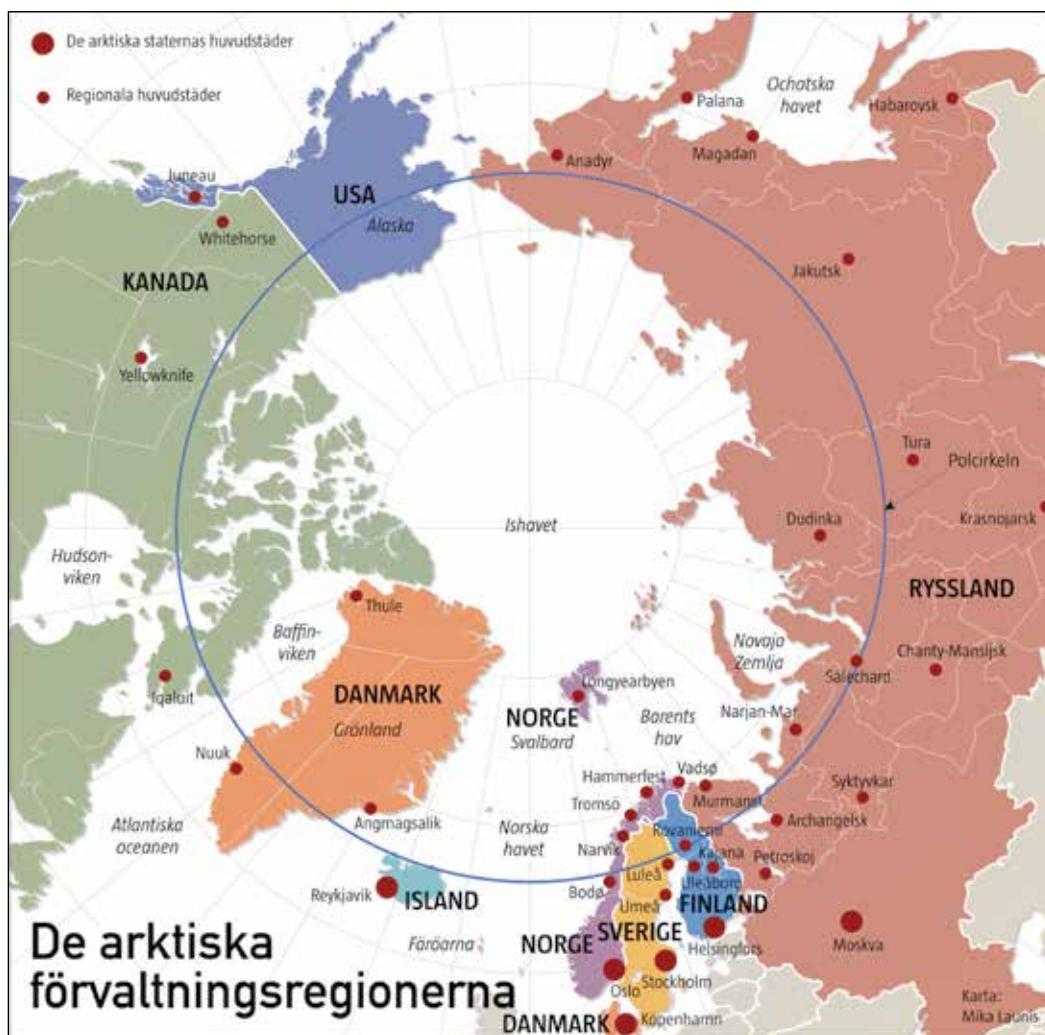 De arktiska staternas huvudstäder
Regionala huvudstäder
Ochotska
havet
Palana
Habarovsk
Magadan
Anadyr
Juneau
USA
Alaska
Whitehorse
KANADA
Jakutsk
Yellowknife
Tura
Polcirkeln
Krasnojarsk
Ishavet
Dudinka
Hudson-
viken
RYSSLAND
Thule
Baffin-
viken
Novaja
Zemlja
Chanty-Mansijsk
Salechard
Iqaluit
DANMARK
Grönland
Longyearbyen
NORGE
Svalbard
Barents
hav
Narjan-Mar
Nuuk
Hammerfest
Vadsø
Syktyvkar
Tromsö
Murmansk
Angmagsalik
Atlantiska
oceanen
Norska
havet
Archangelsk
Narvik
Rovaniemi
Kajana
Petroskoj
Luleå
Uleåborg
Reykjavik
ISLAND
Bodø
Umeå
FINLAND
Färöarna
NORGE
SVERIGE
Helsingfors
Moskva
Stockholm
Oslo
De arktiska
förvaltningsregionerna
DANMARK
Köpenhamn
Karta:
Mika Launis